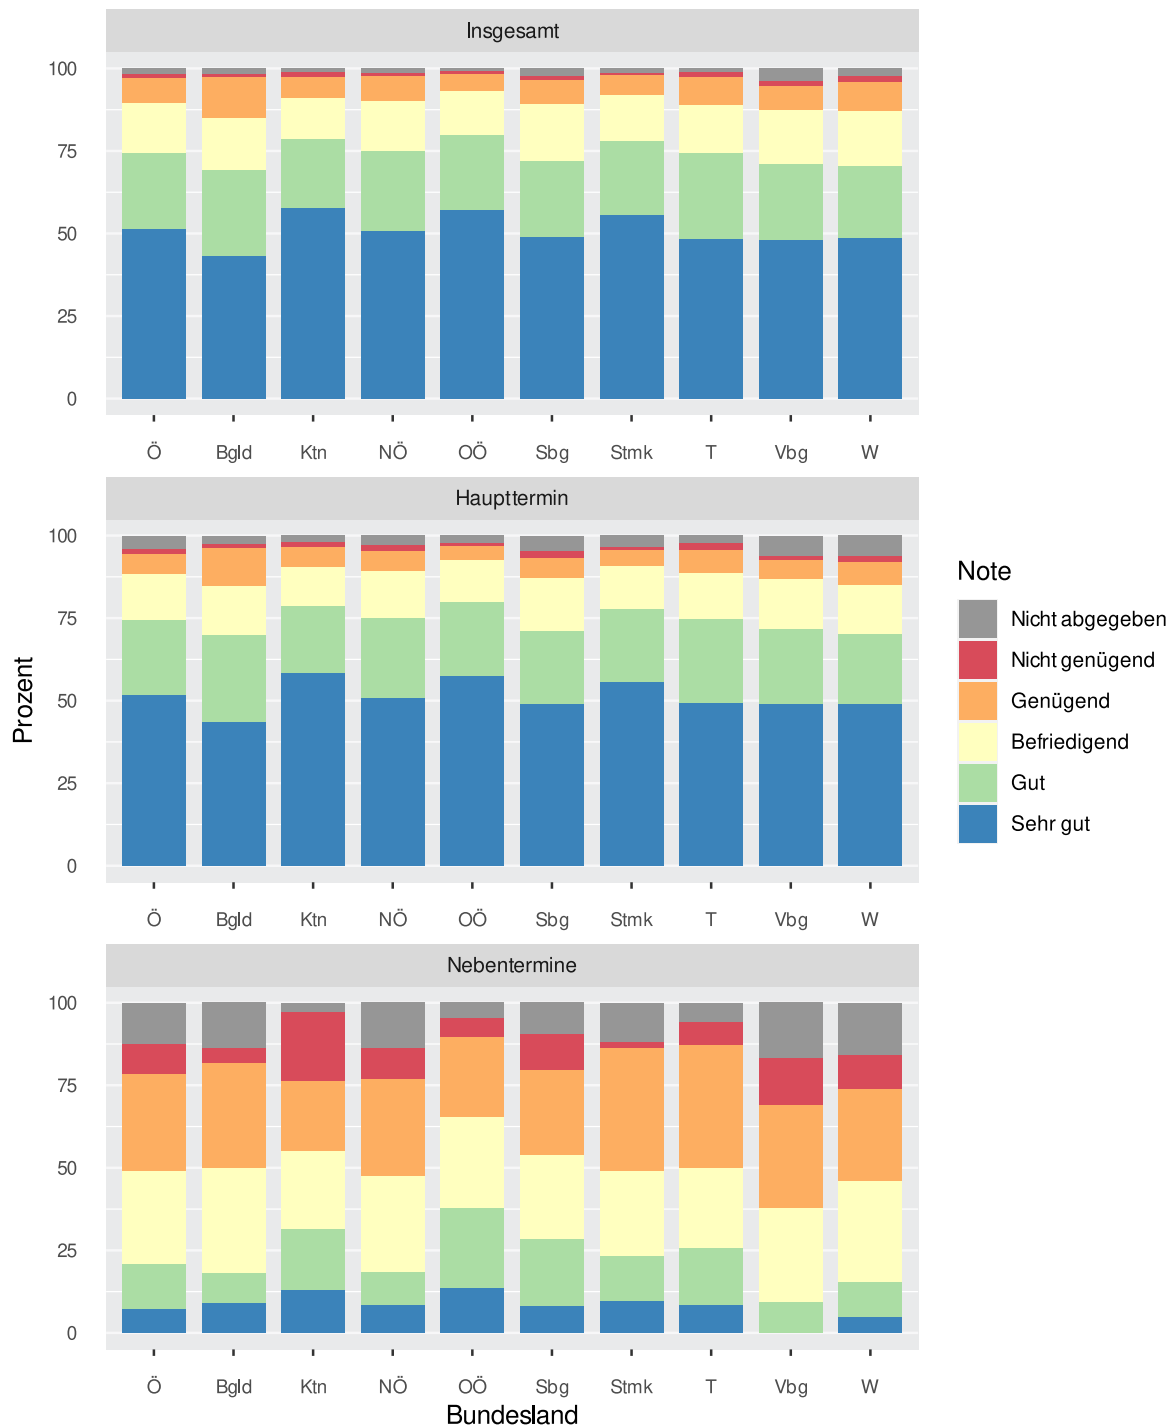 Insgesamt
100
75
50
25
0
Ö Bgld Ktn NÖ OÖ Sbg Stmk T Vbg W
Haupttermin
100
75
50
25
0
Ö Bgld Ktn NÖ OÖ Sbg Stmk T Vbg W
Nebentermine
100
75
50
25
0
Ö Bgld Ktn NÖ OÖ Sbg Stmk T Vbg W
Bundesland
Prozent
Note
Nicht abgegeben
Nicht genügend
Genügend
Befriedigend
Gut
Sehr gut